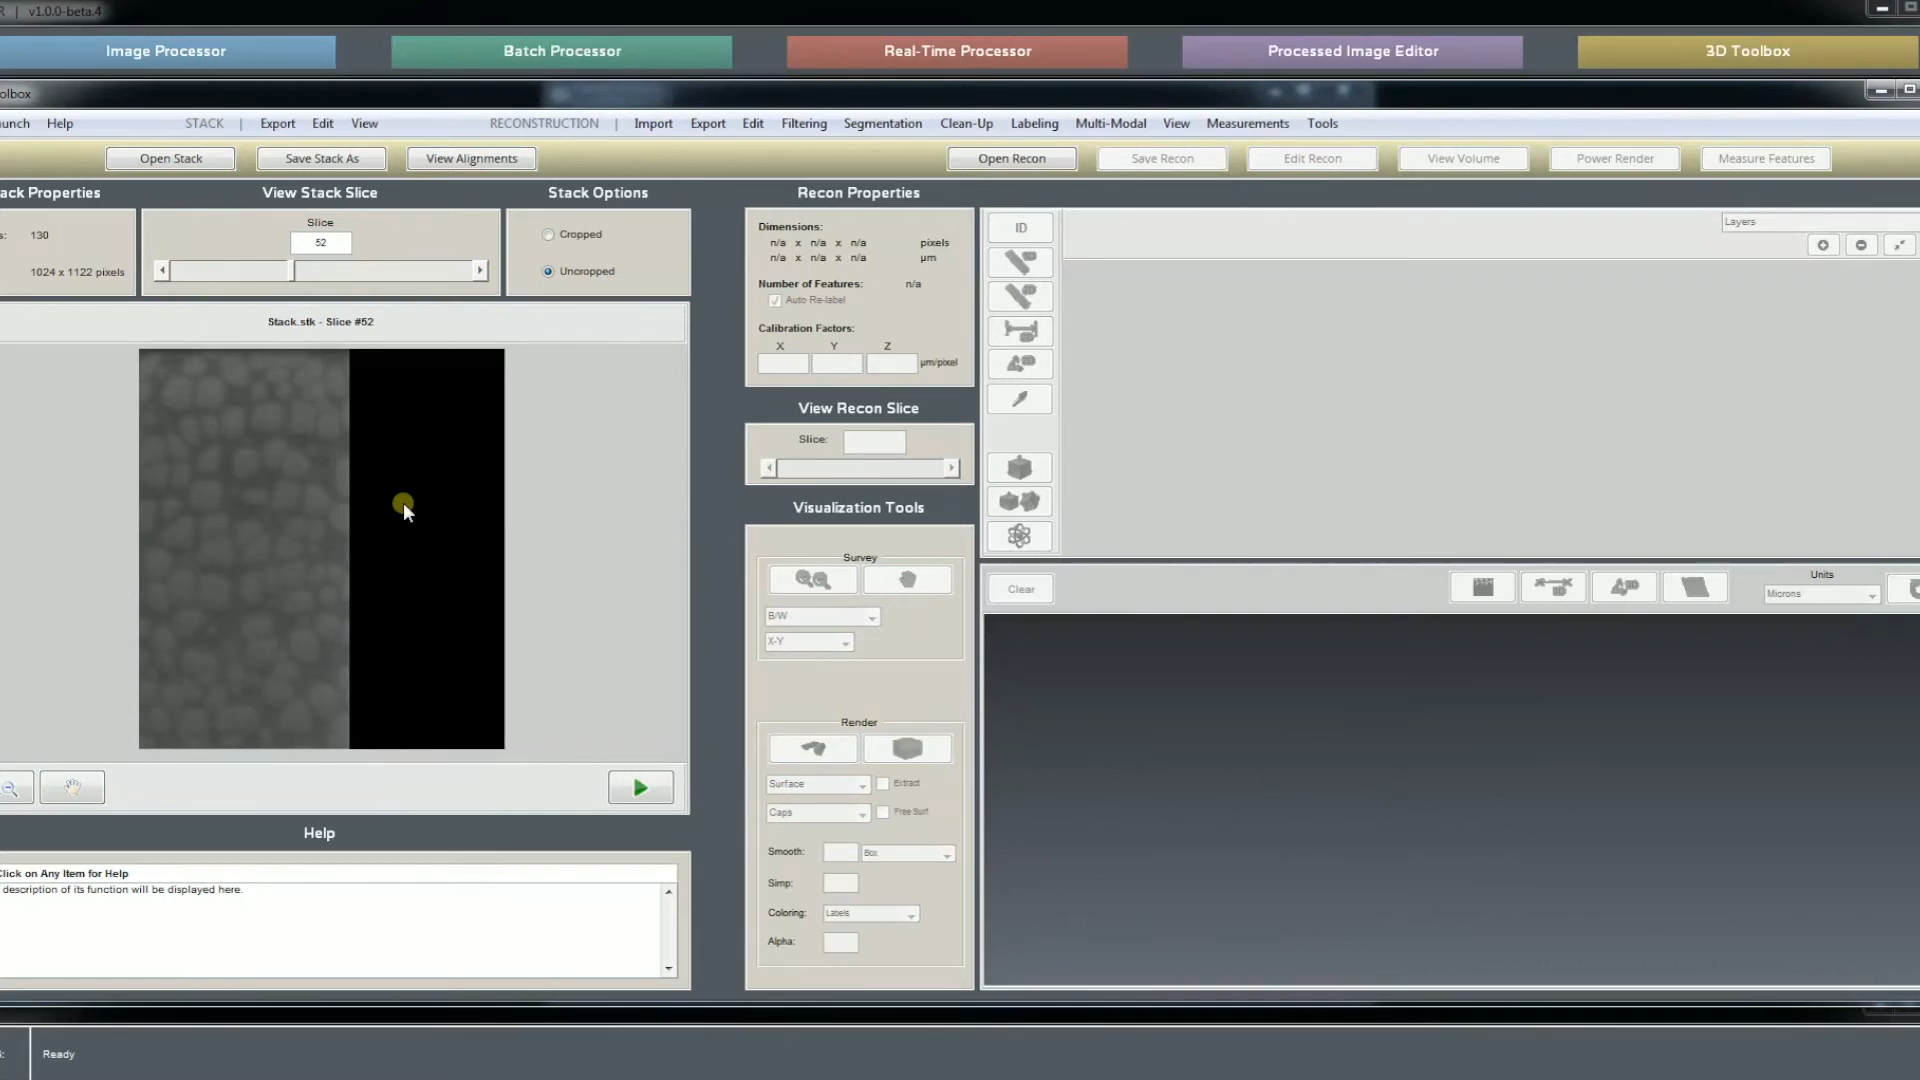 R | v1.0.0-beta.4
Image Processor
Batch Processor
Real-Time Processor
Processed Image Editor
3D Toolbox
olbox
unch Help STACK | Export Edit View RECONSTRUCTION | Import Export Edit Filtering Segmentation Clean-Up Labeling Multi-Modal View Measurements Tools
Open Stack Save Stack As View Alignments Open Recon Save Recon Edit Recon View Volume Power Render Measure Features
ack Properties
s: 130
1024 x 1122 pixels
View Stack Slice
Slice
52
Stack Options
Cropped
Uncropped
Stack.stk - Slice #52
Help
Click on Any Item for Help
description of its function will be displayed here.
Recon Properties
Dimensions:
n/a x n/a x n/a pixels
n/a x n/a x n/a µm
Number of Features: n/a
Auto Re-label
Calibration Factors:
X Y Z
µm/pixel
View Recon Slice
Slice:
Visualization Tools
Survey
B/W
X-Y
Render
Surface
Extract
Caps
Free Surf
Smooth: Box
Simp:
Coloring: Labels
Alpha:
ID
Layers
Clear
Units
Microns
s: Ready